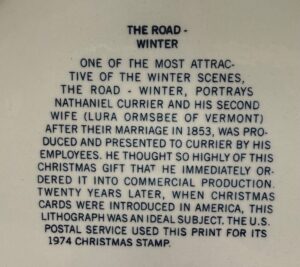 THE ROAD -
WINTER
ONE OF THE MOST ATTRAC-
TIVE OF THE WINTER SCENES,
THE ROAD - WINTER, PORTRAYS
NATHANIEL CURRIER AND HIS SECOND
WIFE (LURA ORMSBEE OF VERMONT)
AFTER THEIR MARRIAGE IN 1853, WAS PRO-
DUCED AND PRESENTED TO CURRIER BY HIS
EMPLOYEES. HE THOUGHT SO HIGHLY OF THIS
CHRISTMAS GIFT THAT HE IMMEDIATELY OR-
DERED IT INTO COMMERCIAL PRODUCTION.
TWENTY YEARS LATER, WHEN CHRISTMAS
CARDS WERE INTRODUCED IN AMERICA, THIS
LITHOGRAPH WAS AN IDEAL SUBJECT. THE U.S.
POSTAL SERVICE USED THIS PRINT FOR ITS
1974 CHRISTMAS STAMP.